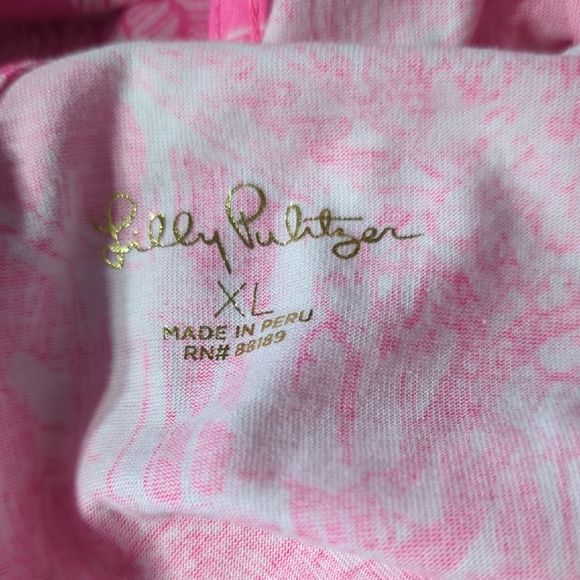 Lilly Pulitzer
XL
MADE IN PERU
RN# 88189